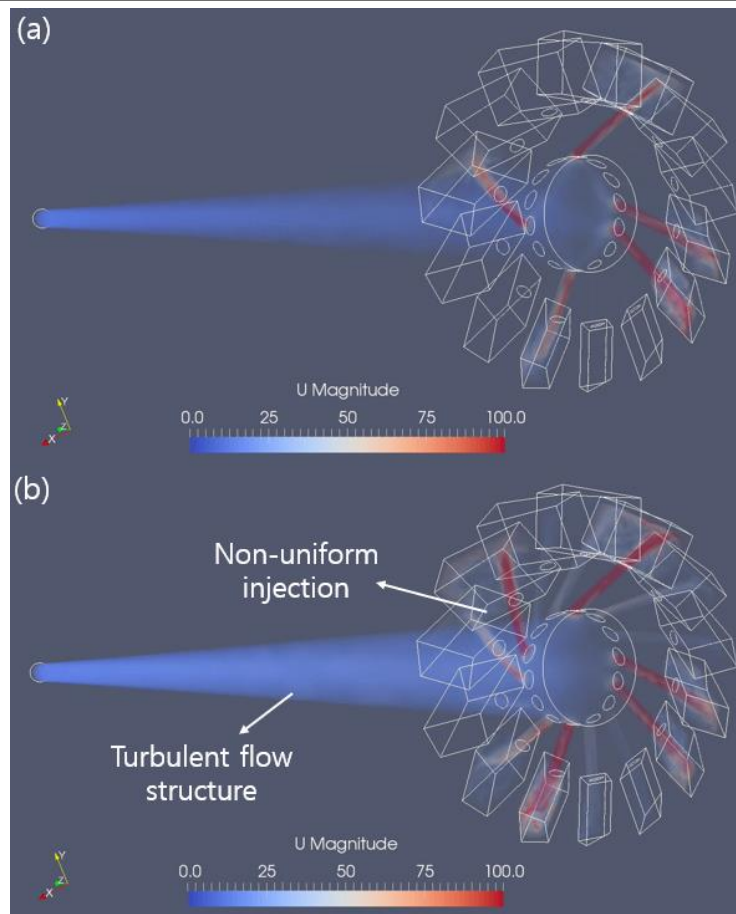 (a)
U Magnitude
0.0 25 50 75 100.0
Y
Z
X
(b)
Non-uniform
injection
Turbulent flow
structure
U Magnitude
0.0 25 50 75 100.0
Y
Z
X